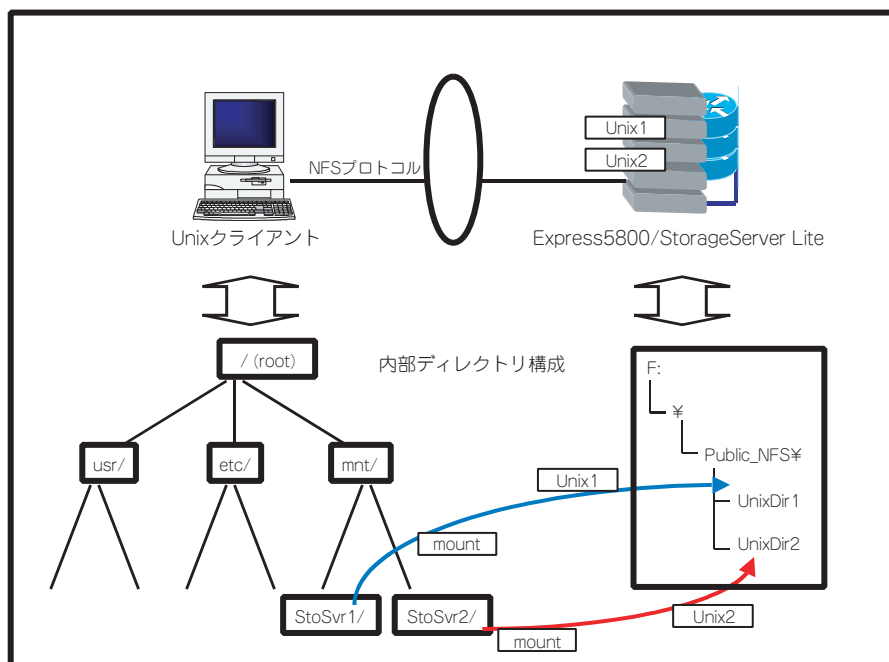 Unix1
NFSプロトコル
Unix2
Unixクライアント
Express5800/StorageServer Lite
/ (root)
内部ディレクトリ構成
F:
¥
usr/
etc/
mnt/
Public_NFS¥
Unix1
UnixDir1
mount
UnixDir2
StoSvr1/
StoSvr2/
Unix2
mount